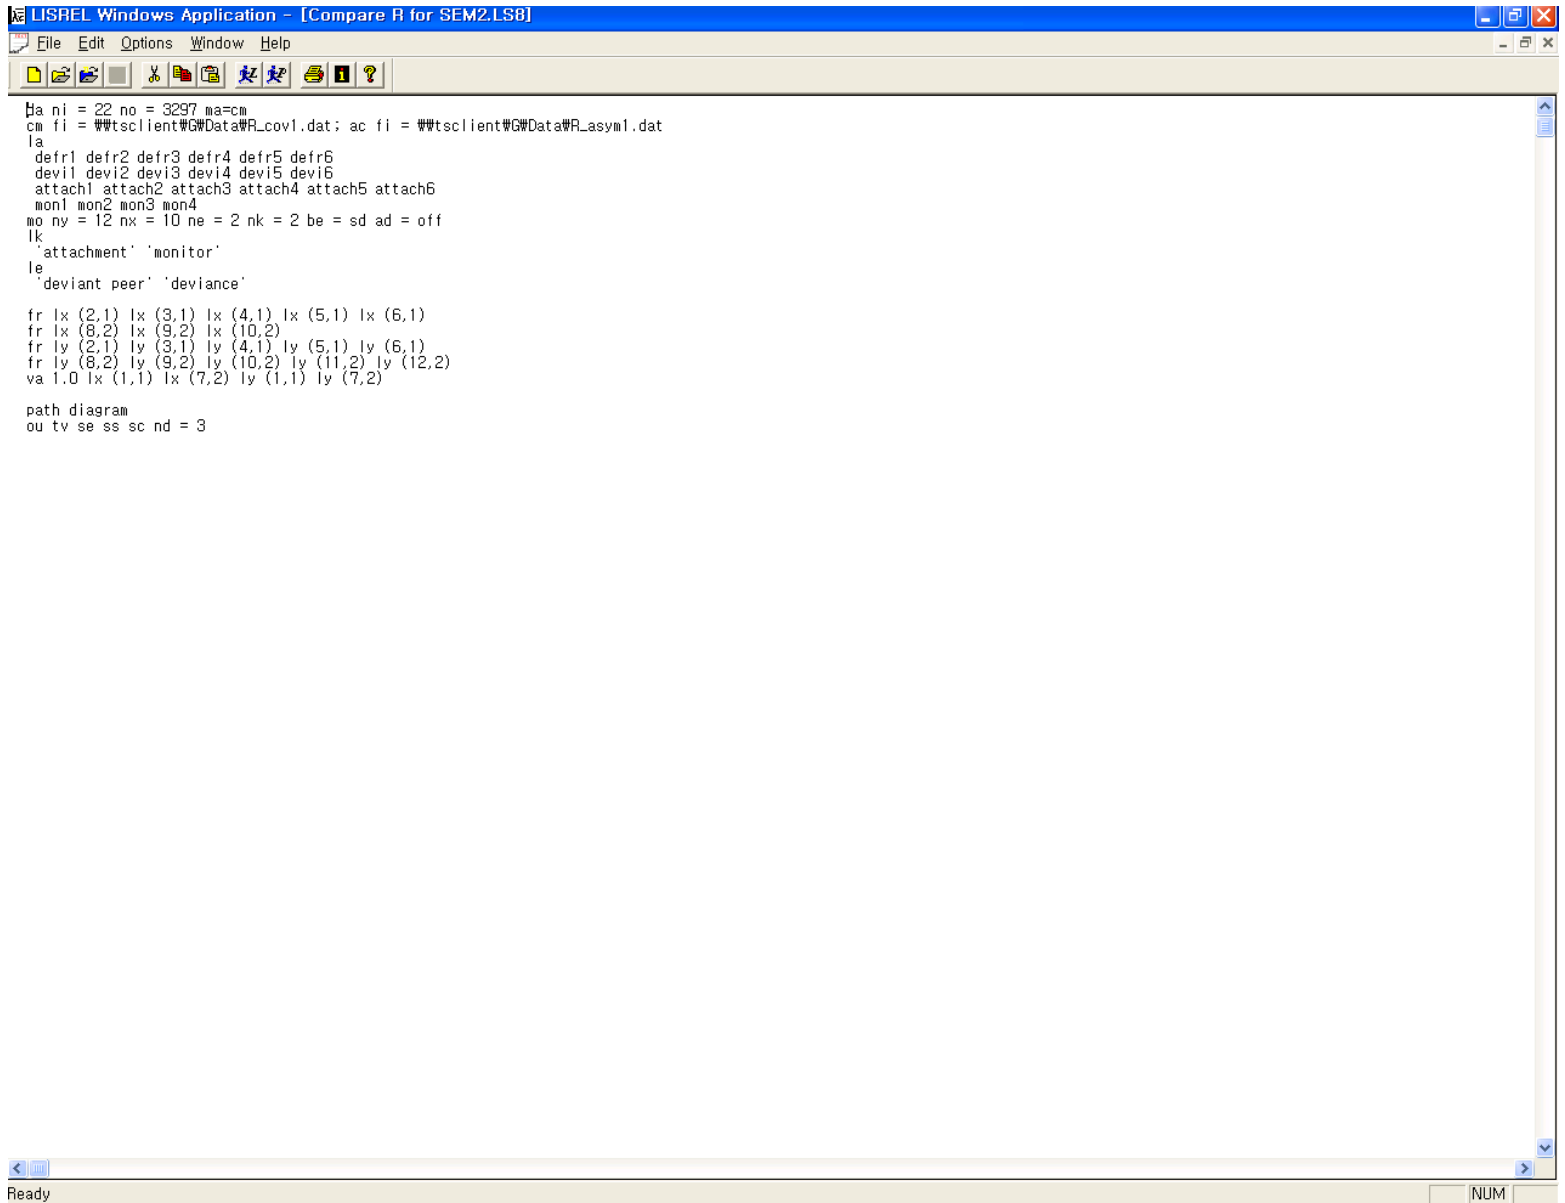 LISREL Windows Application - [Compare R for SEM2.LS8]
File Edit Options Window Help
da ni = 22 no = 3297 ma=cm
cm fi = ₩₩tsclient₩G₩Data₩R_cov1.dat; ac fi = ₩₩tsclient₩G₩Data₩R_asym1.dat
la
defr1 defr2 defr3 defr4 defr5 defr6
devi1 devi2 devi3 devi4 devi5 devi6
attach1 attach2 attach3 attach4 attach5 attach6
mon1 mon2 mon3 mon4
mo ny = 12 nx = 10 ne = 2 nk = 2 be = sd ad = off
lk
'attachment' 'monitor'
le
'deviant peer' 'deviance'
fr lx (2,1) lx (3,1) lx (4,1) lx (5,1) lx (6,1)
fr lx (8,2) lx (9,2) lx (10,2)
fr ly (2,1) ly (3,1) ly (4,1) ly (5,1) ly (6,1)
fr ly (8,2) ly (9,2) ly (10,2) ly (11,2) ly (12,2)
va 1.0 lx (1,1) lx (7,2) ly (1,1) ly (7,2)
path diagram
ou tv se ss sc nd = 3
Ready
NUM